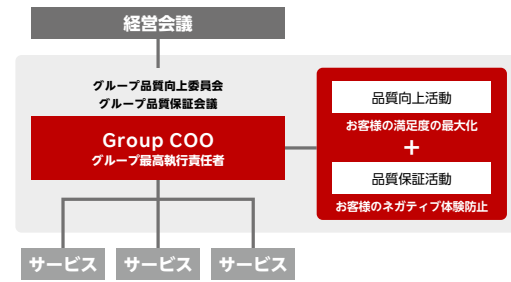 経営会議
グループ品質向上委員会
グループ品質保証会議
Group COO
グループ最高執行責任者
品質向上活動
お客様の満足度の最大化
+
品質保証活動
お客様のネガティブ体験防止
サービス
サービス
サービス